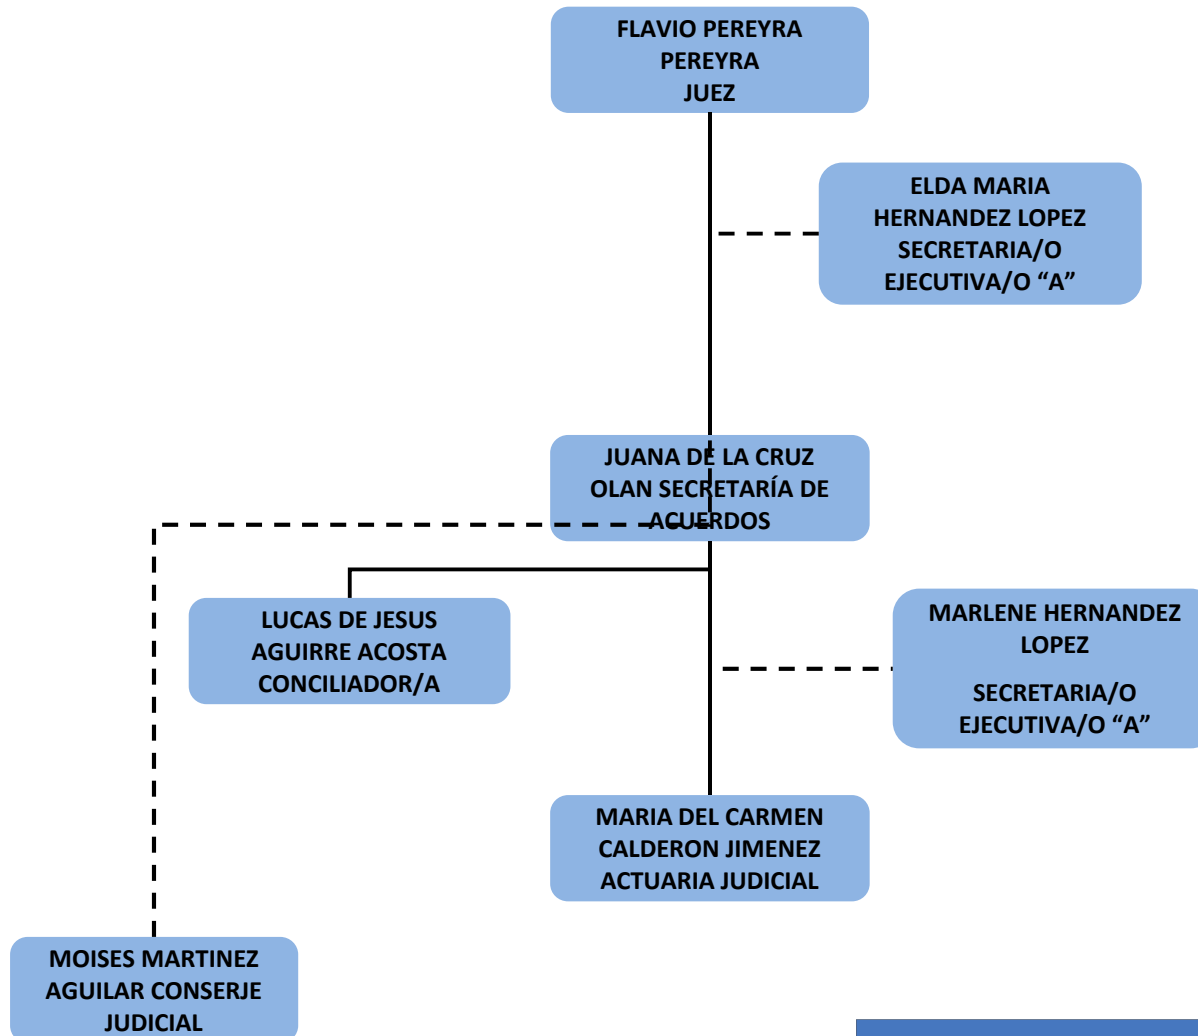 FLAVIO PEREYRA
PEREYRA
JUEZ
ELDA MARIA
HERNANDEZ LOPEZ
SECRETARIA/O
EJECUTIVA/O “A”
JUANA DE LA CRUZ
OLAN SECRETARÍA DE
ACUERDOS
LUCAS DE JESUS
AGUIRRE ACOSTA
CONCILIADOR/A
MARLENE HERNANDEZ
LOPEZ
SECRETARIA/O
EJECUTIVA/O “A”
MARIA DEL CARMEN
CALDERON JIMENEZ
ACTUARIA JUDICIAL
MOISES MARTINEZ
AGUILAR CONSERJE
JUDICIAL